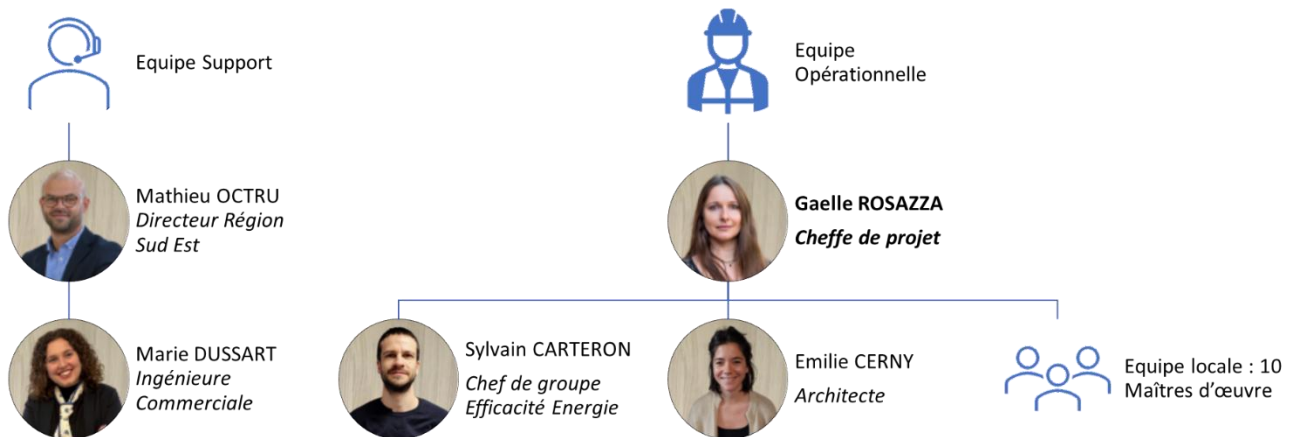 Equipe Support
Equipe
Opérationnelle
Mathieu OCTRU
Directeur Région
Sud Est
Gaelle ROSAZZA
Cheffe de projet
Marie DUSSART
Ingénieure
Commerciale
Sylvain CARTERON
Chef de groupe
Efficacité Energie
Emilie CERNY
Architecte
Equipe locale : 10
Maîtres d’œuvre